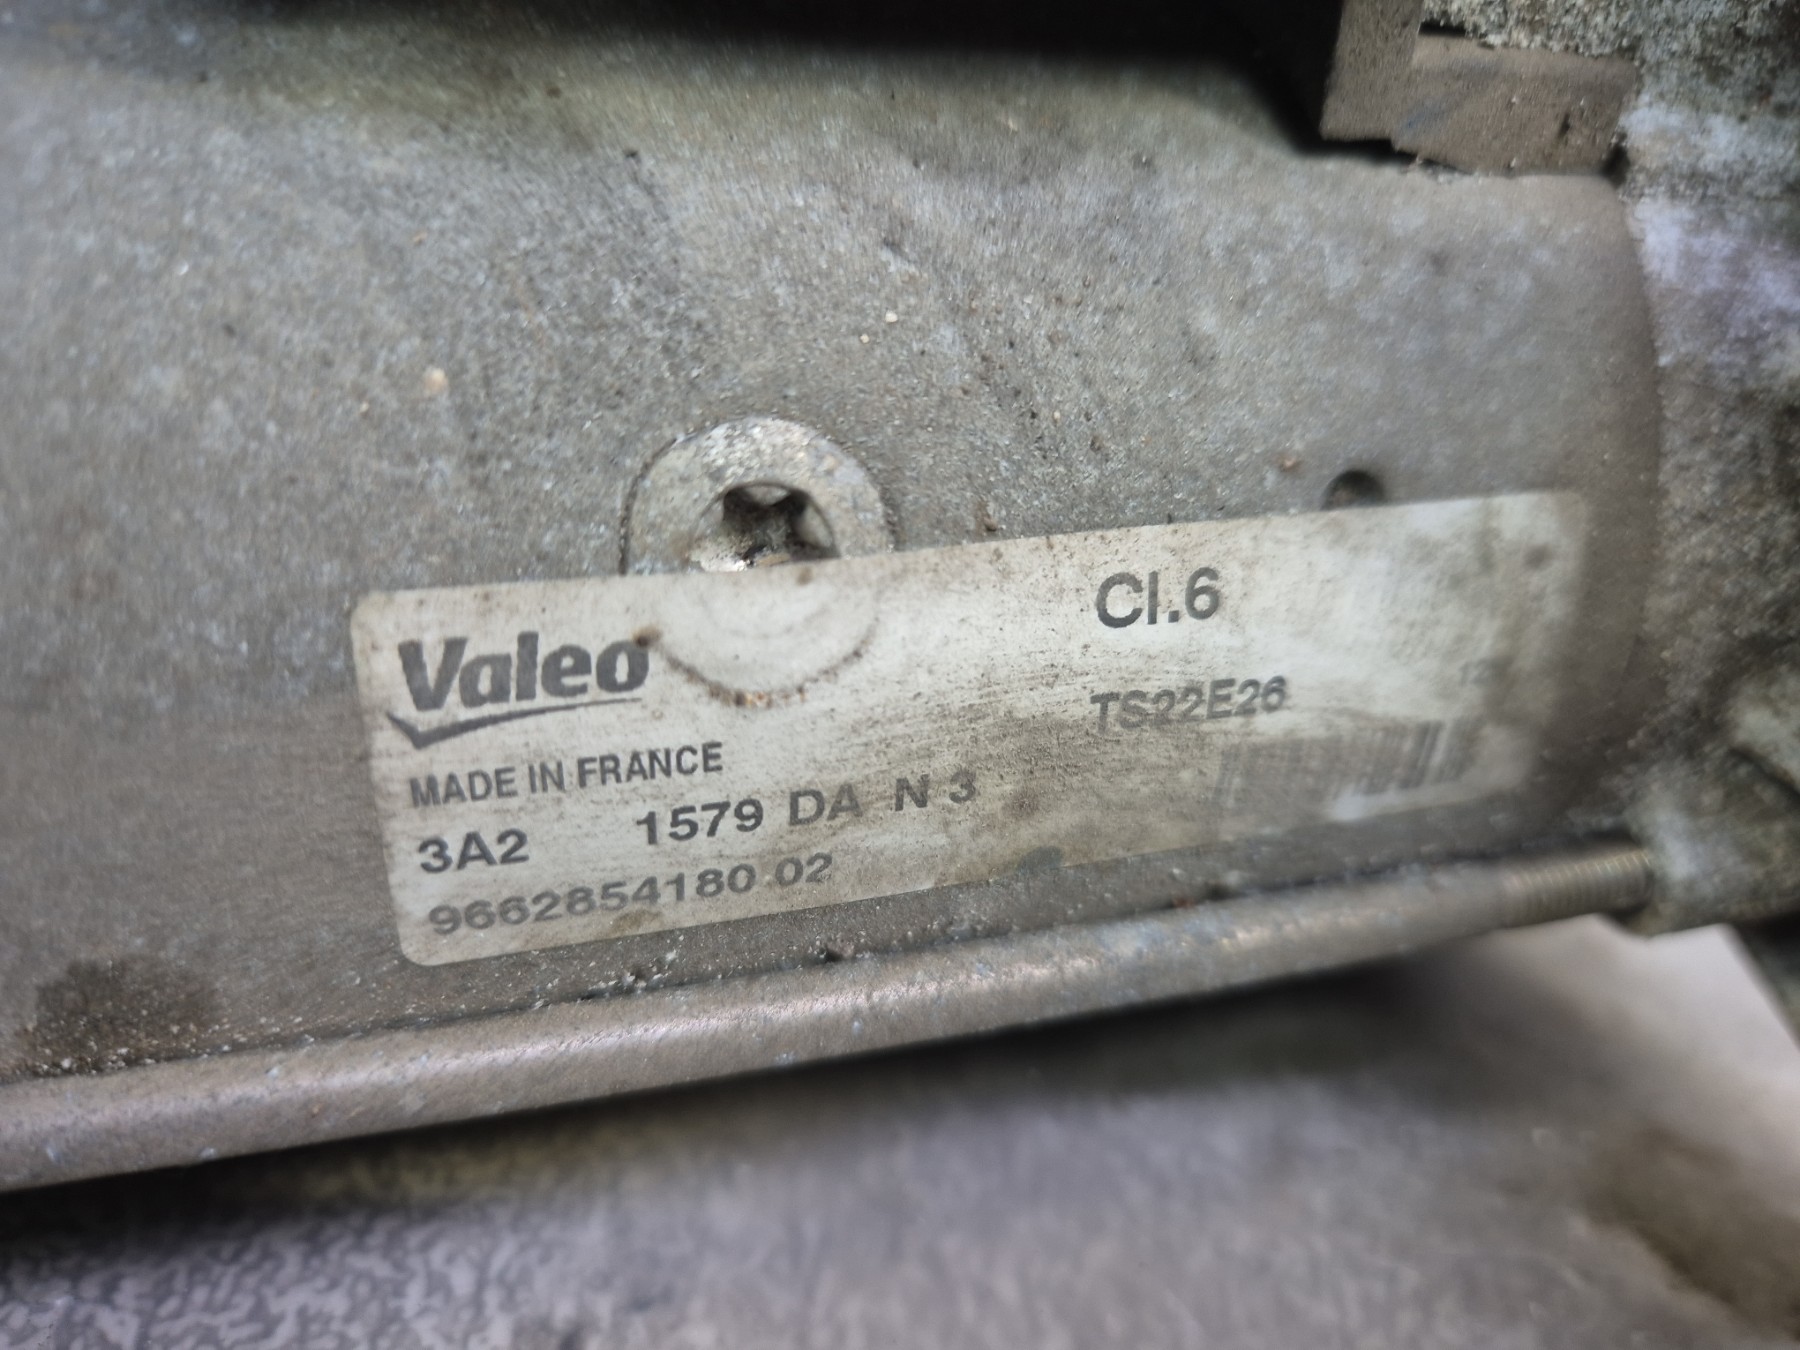 Valeo
Cl.6
TS22E26
MADE IN FRANCE
3A2 1579 DA N 3
9662854180 02